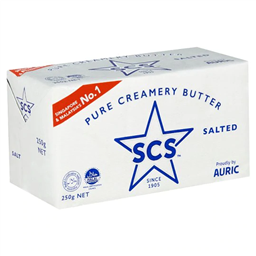 SINGAPORE
& MALAYSIA'S
No.1
PURE CREAMERY BUTTER
SCS
TM
SALTED
SINCE
1905
Proudly by
AURIC
250g NET
250g NET
SALT